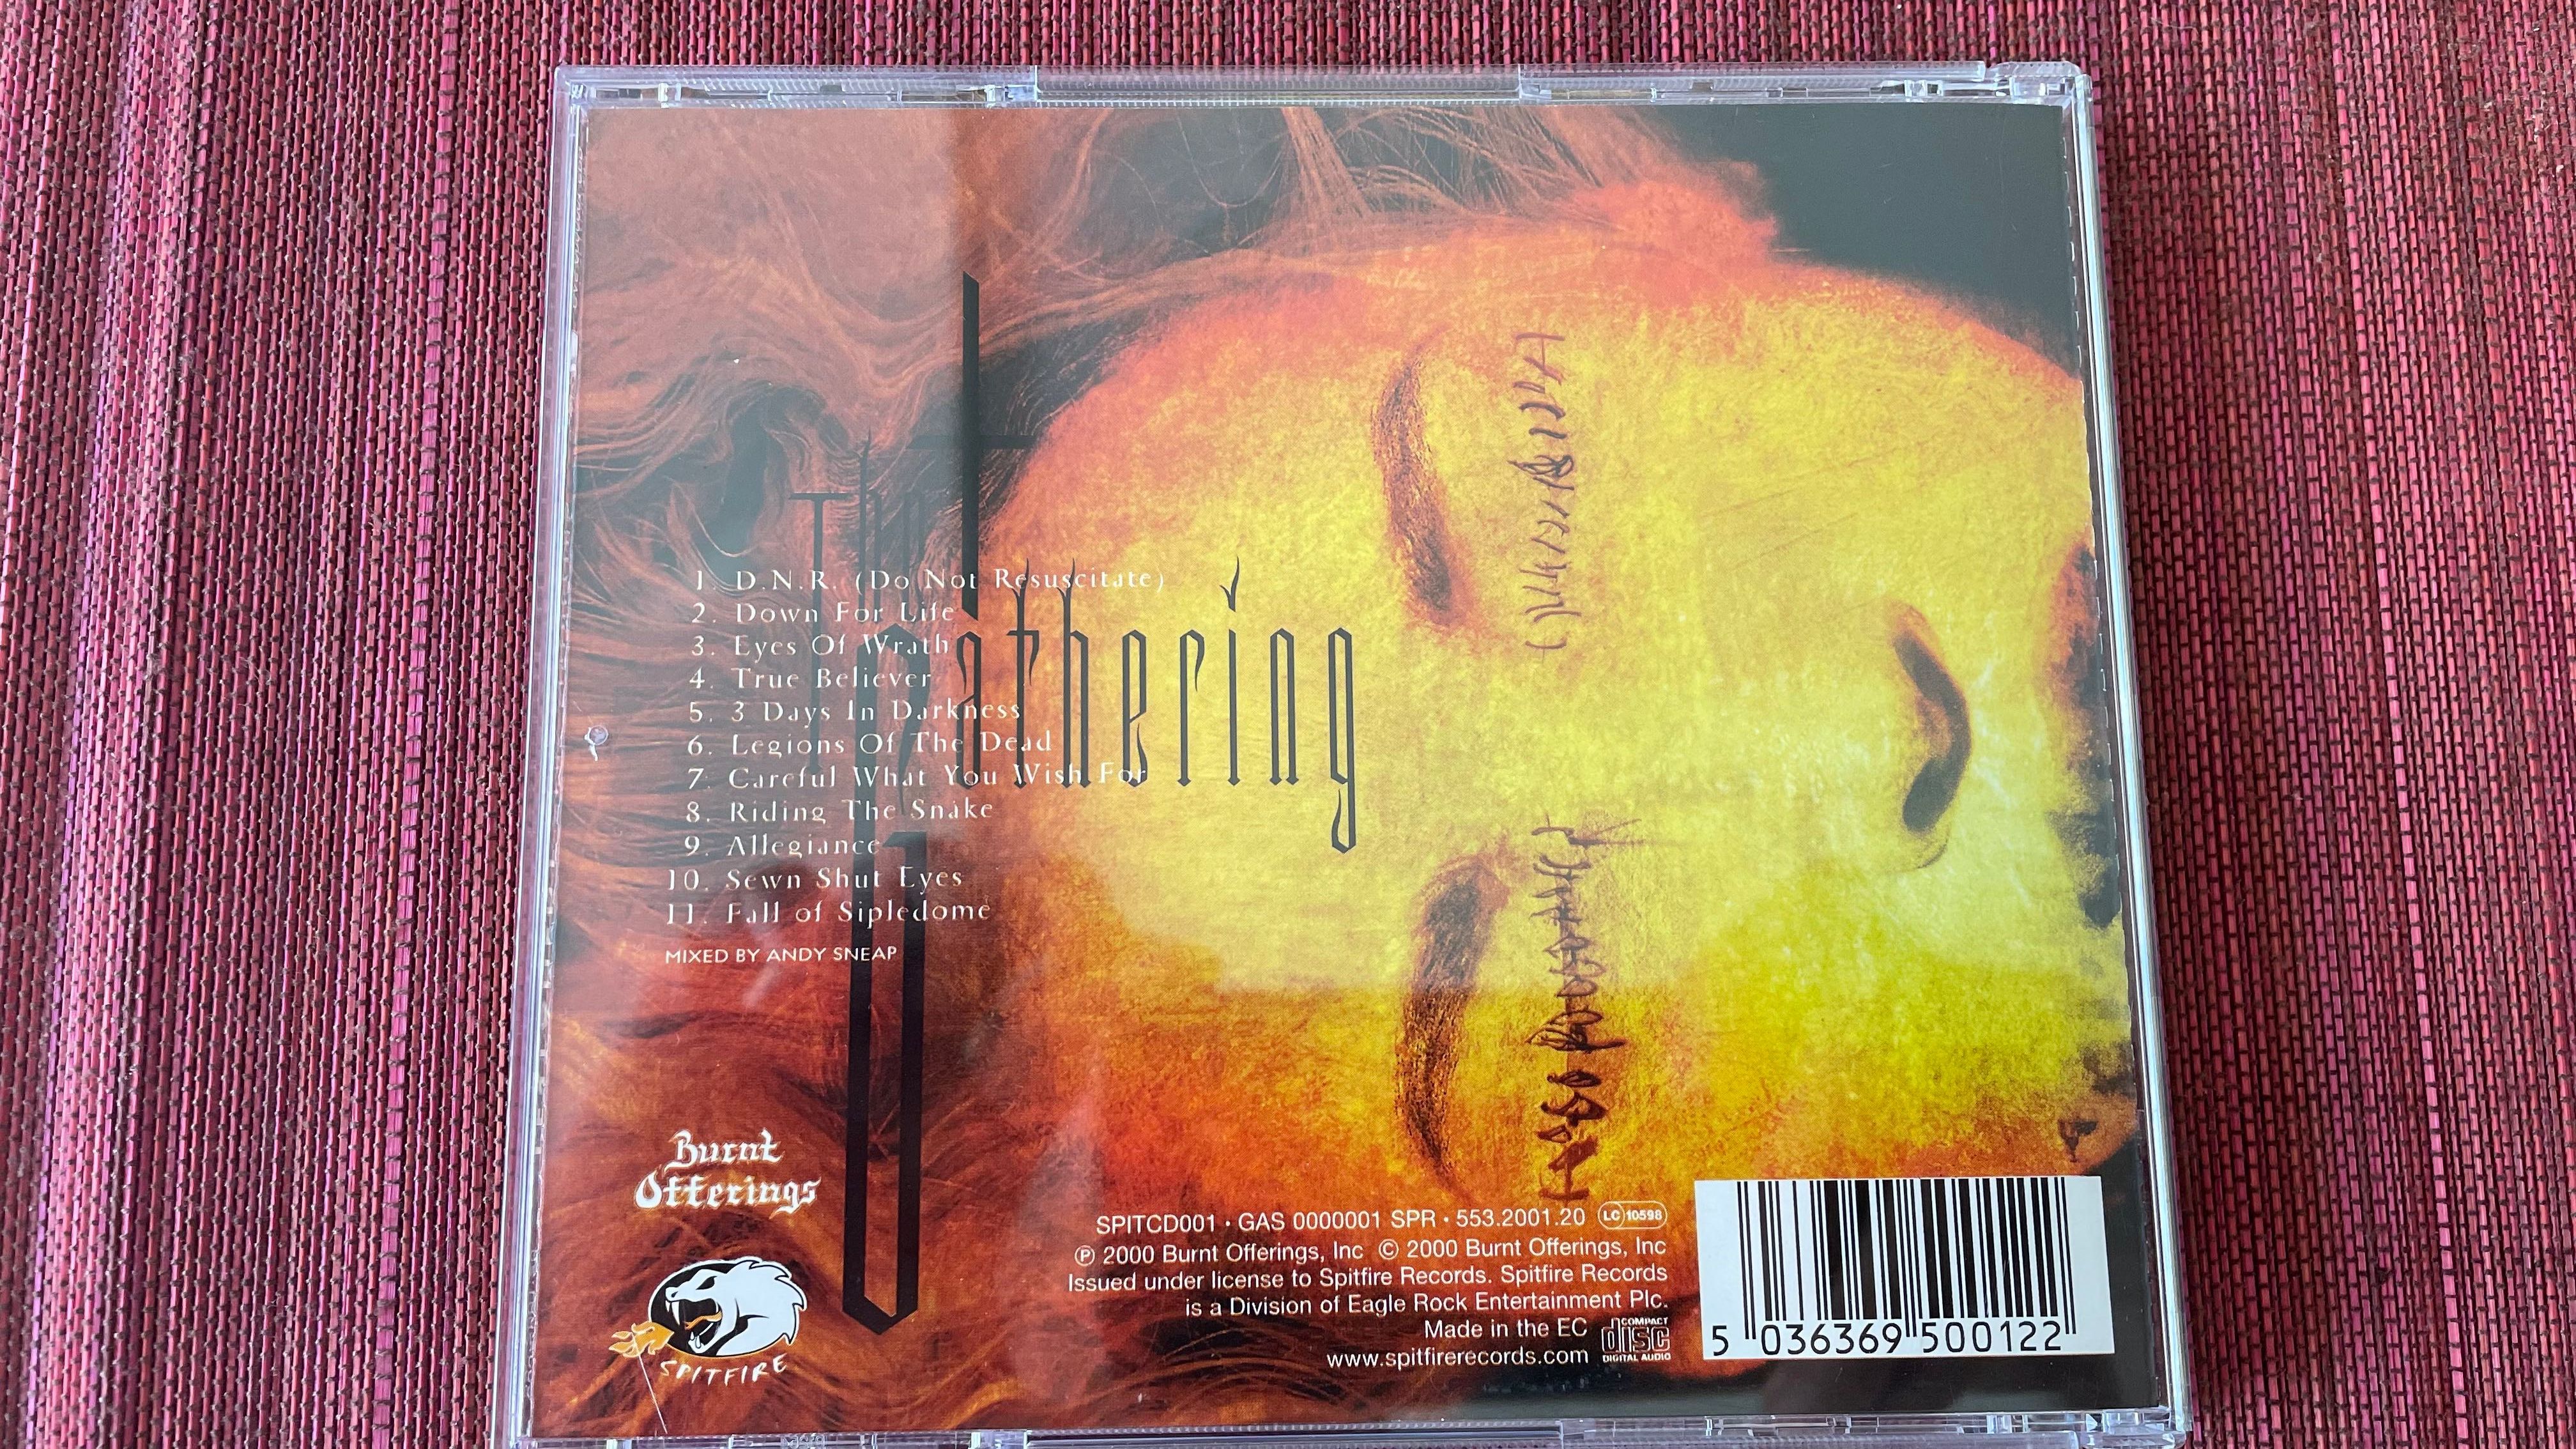 The Gathering
1. D.N.R. (Do Not Resuscitate)
2. Down For Life
3. Eyes Of Wrath
4. True Believer
5. 3 Days In Darkness
6. Legions Of The Dead
7. Careful What You Wish For
8. Riding The Snake
9. Allegiance
10. Sewn Shut Eyes
11. Fall of Sipledome
MIXED BY ANDY SNEAP
Burnt
Offerings
SPITFIRE
SPITCD001 • GAS 0000001 SPR • 553.2001.20 LC 10598
℗ 2000 Burnt Offerings, Inc © 2000 Burnt Offerings, Inc
Issued under license to Spitfire Records. Spitfire Records
is a Division of Eagle Rock Entertainment Plc.
Made in the EC
COMPACT
disc
DIGITAL AUDIO
www.spitfirerecords.com
5 036369 500122